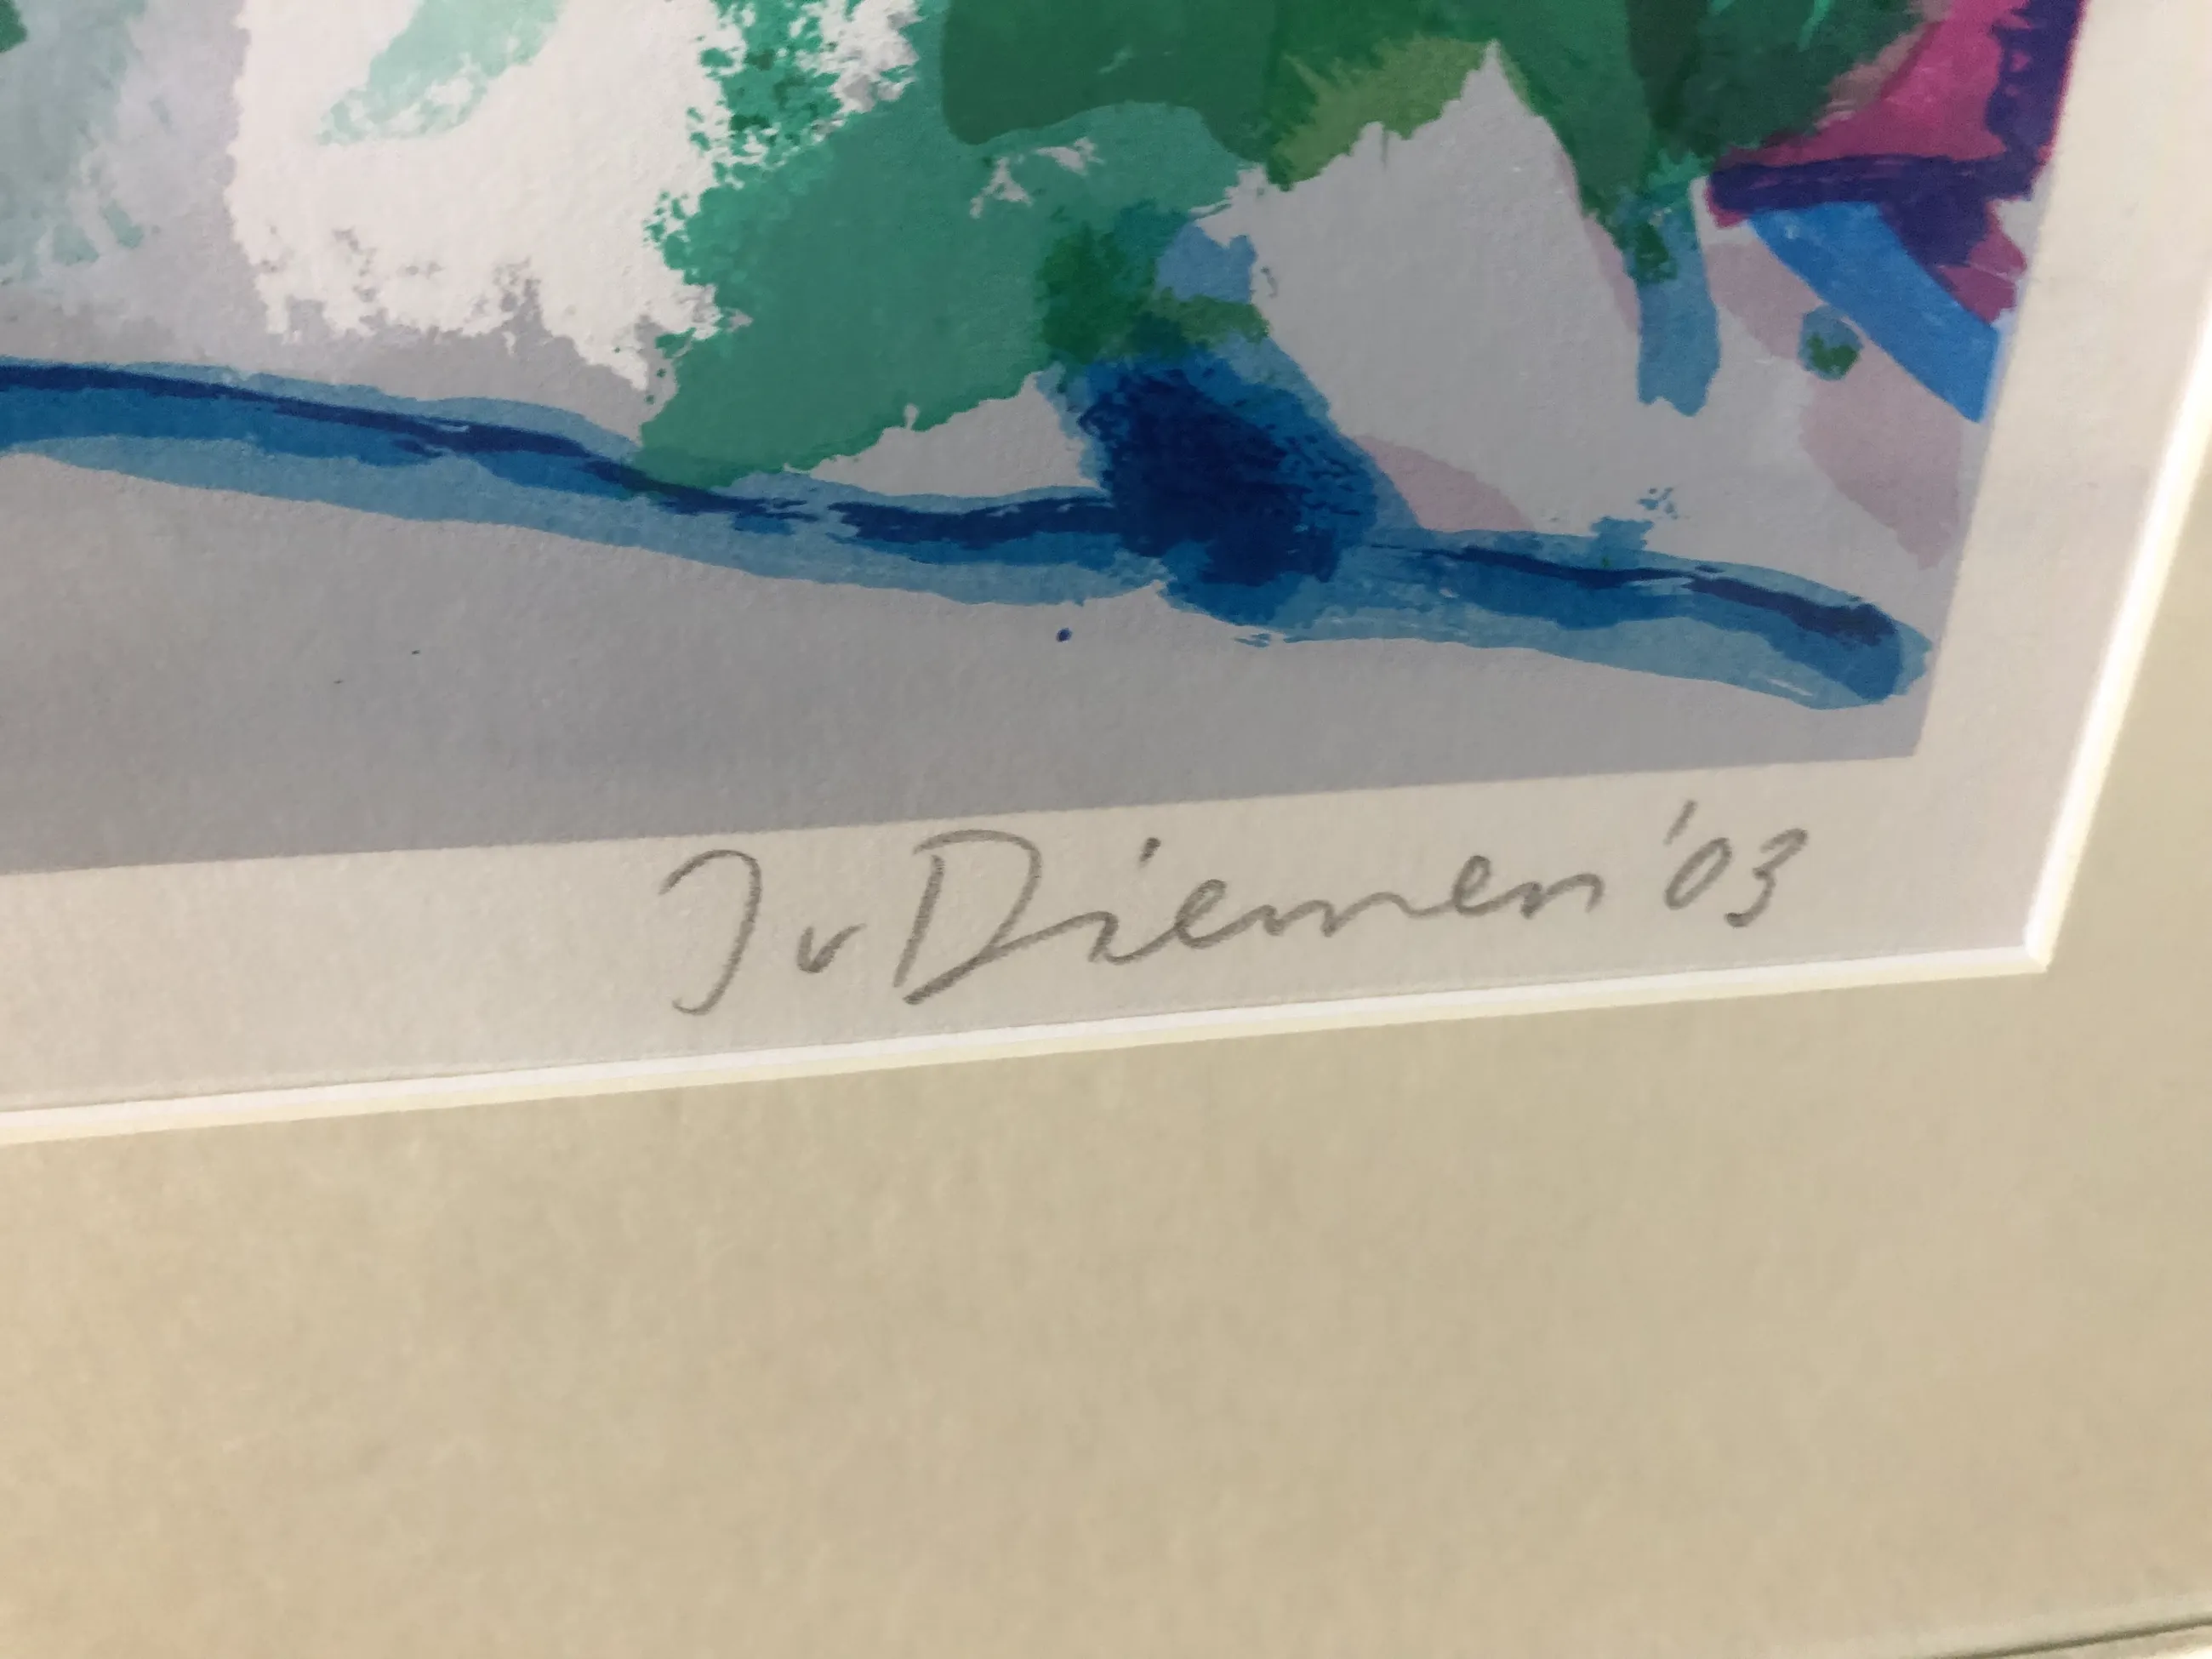 J v Diemen '03